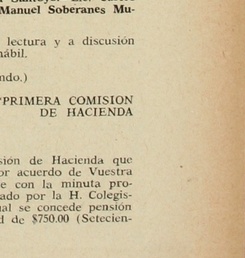 Manuel Soberanes Mu-
lectura y a discusión
hábil.
ndo.)
"PRIMERA COMISION
DE HACIENDA
sión de Hacienda que
or acuerdo de Vuestra
e con la minuta pro-
ado por la H. Colegis-
ual se concede pensión
d de $750.00 (Setecien-